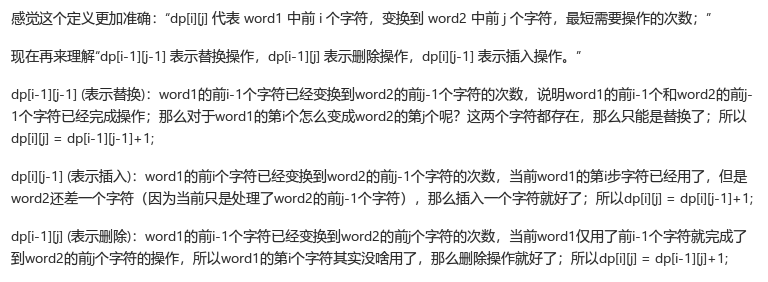 感觉这个定义更加准确：“dp[i][j] 代表 word1 中前 i 个字符，变换到 word2 中前 j 个字符，最短需要操作的次数；”
现在再来理解“dp[i-1][j-1] 表示替换操作，dp[i-1][j] 表示删除操作，dp[i][j-1] 表示插入操作。”
dp[i-1][j-1] (表示替换)：word1的前i-1个字符已经变换到word2的前j-1个字符的次数，说明word1的前i-1个和word2的前j-
1个字符已经完成操作；那么对于word1的第i个怎么变成word2的第j个呢？这两个字符都存在，那么只能是替换了；所以
dp[i][j] = dp[i-1][j-1]+1;
dp[i][j-1] (表示插入)：word1的前i个字符已经变换到word2的前j-1个字符的次数，当前word1的第i步字符已经用了，但是
word2还差一个字符（因为当前只是处理了word2的前j-1个字符），那么插入一个字符就好了；所以dp[i][j] = dp[i][j-1]+1;
dp[i-1][j] (表示删除)：word1的前i-1个字符已经变换到word2的前j个字符的次数，当前word1仅用了前i-1个字符就完成了
到word2的前j个字符的操作，所以word1的第i个字符其实没啥用了，那么删除操作就好了；所以dp[i][j] = dp[i-1][j]+1;